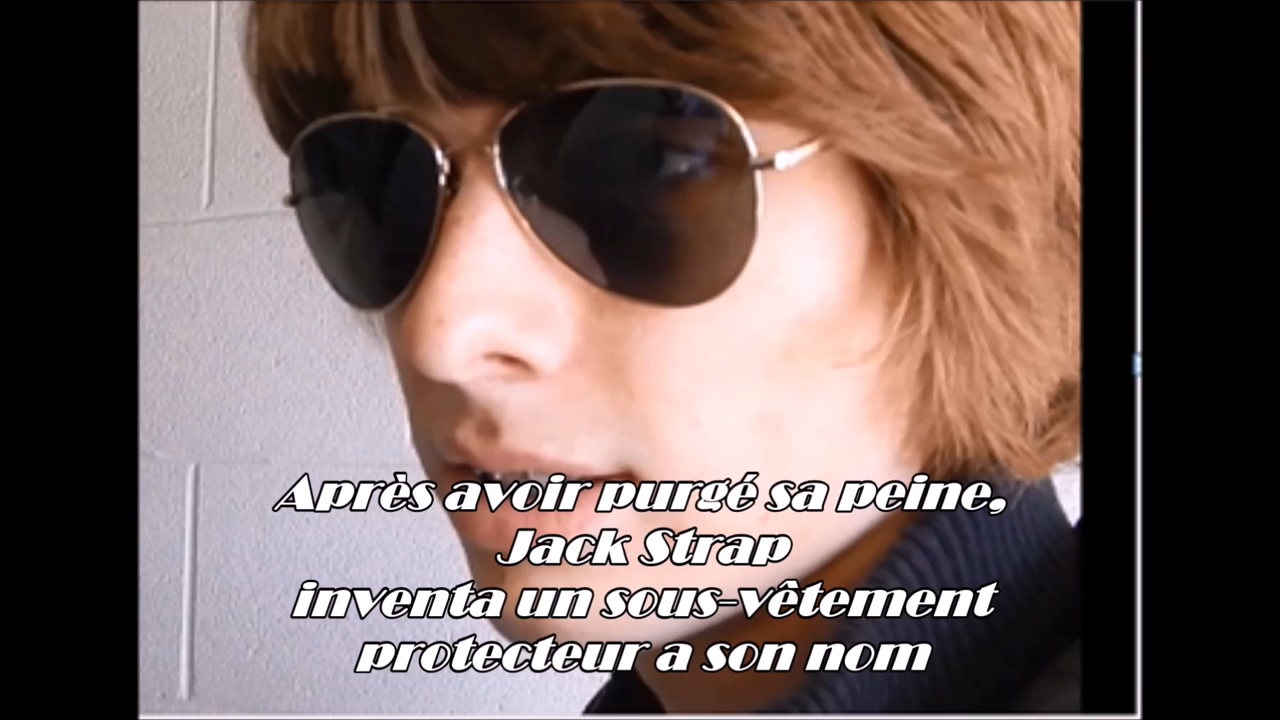 Après avoir purgé sa peine,
Jack Strap
inventa un sous-vêtement
protecteur a son nom